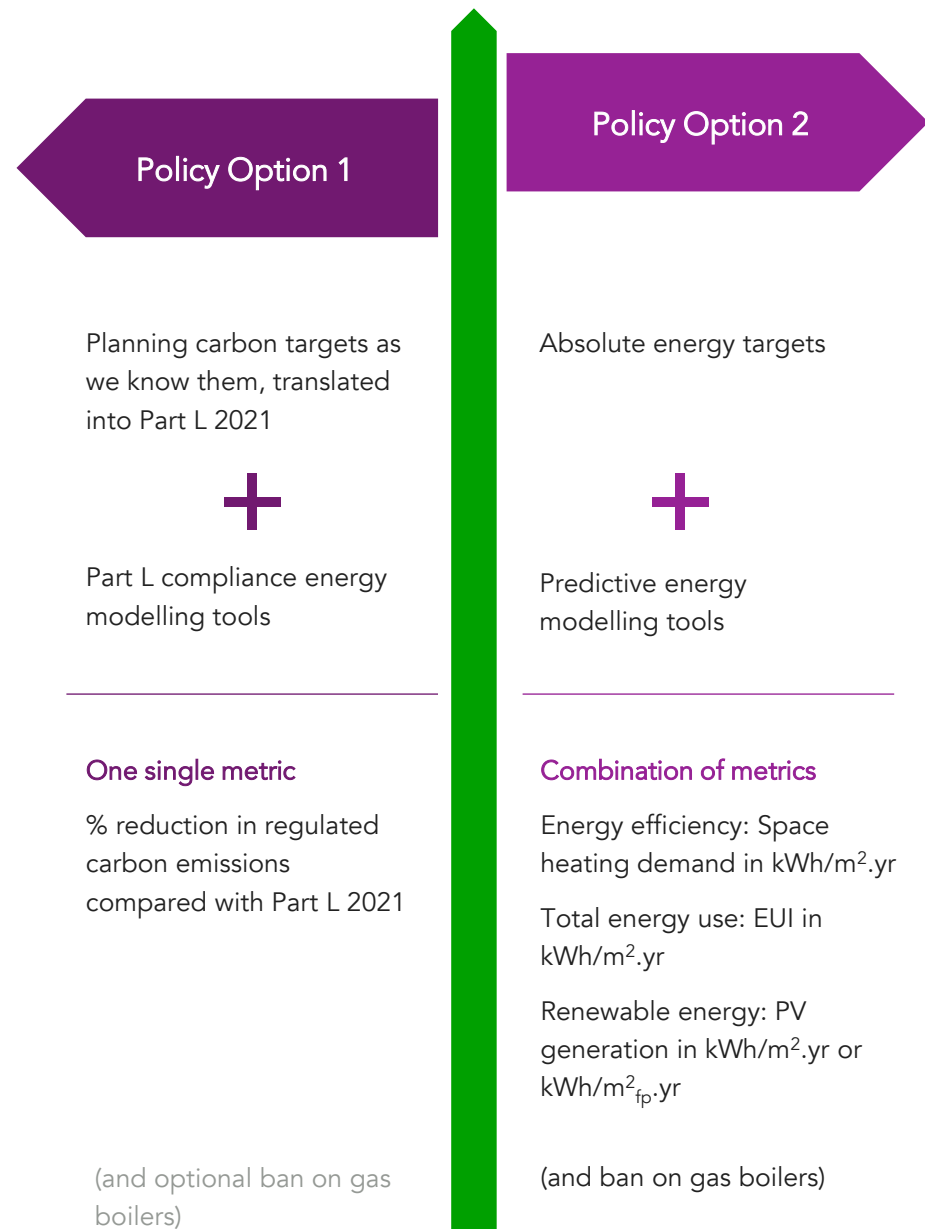 Policy Option 1
Planning carbon targets as
we know them, translated
into Part L 2021
Part L compliance energy
modelling tools
One single metric
% reduction in regulated
carbon emissions
compared with Part L 2021
(and optional ban on gas
boilers)
Policy Option 2
Absolute energy targets
Predictive energy
modelling tools
Combination of metrics
Energy efficiency: Space
heating demand in kWh/m².yr
Total energy use: EUI in
kWh/m².yr
Renewable energy: PV
generation in kWh/m².yr or
kWh/m²fp.yr
(and ban on gas boilers)